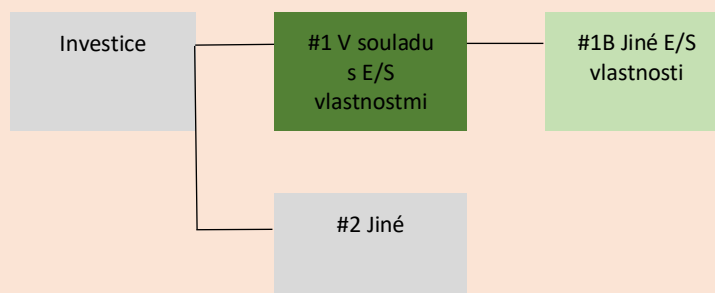 Investice
#1 V souladu
s E/S
vlastnostmi
#1B Jiné E/S
vlastnosti
#2 Jiné